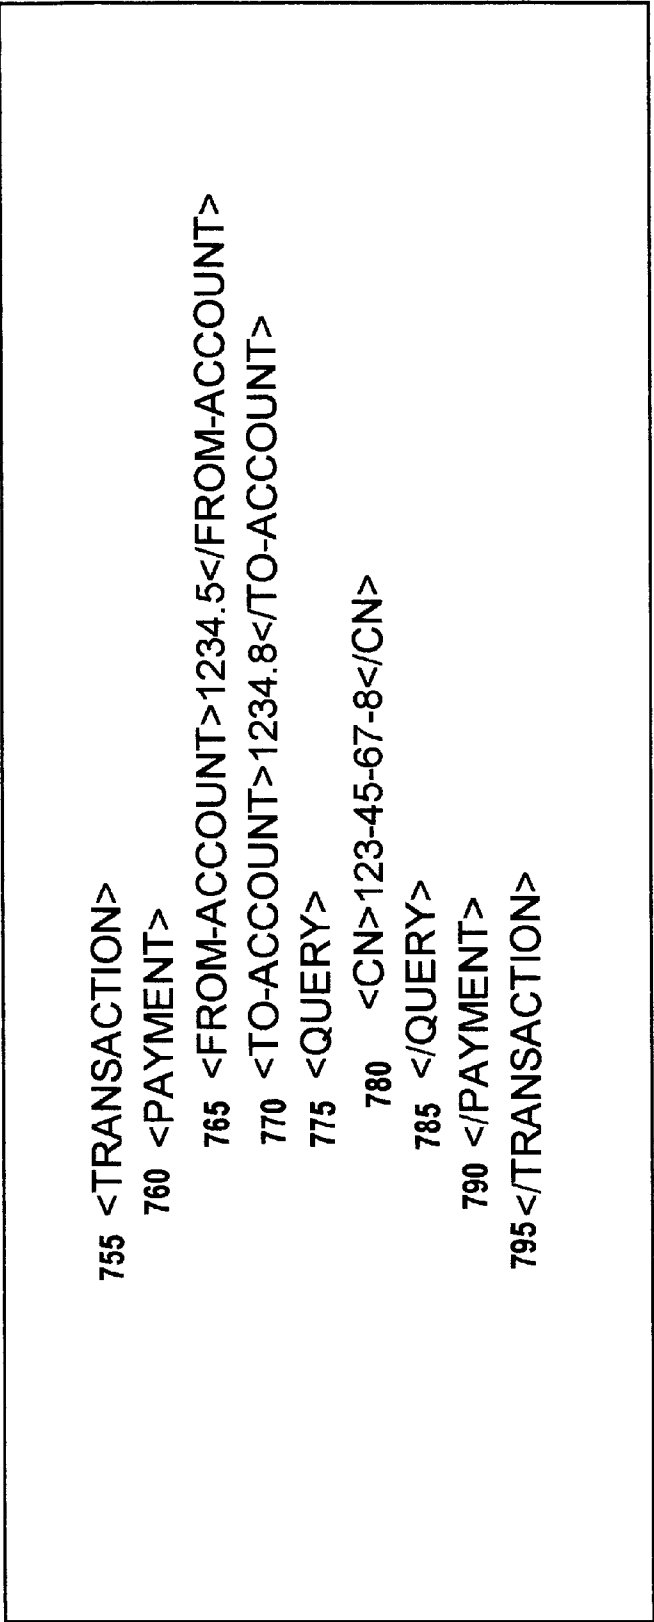 755 <TRANSACTION>
760 <PAYMENT>
765 <FROM-ACCOUNT>1234.5</FROM-ACCOUNT>
770 <TO-ACCOUNT>1234.8</TO-ACCOUNT>
775 <QUERY>
780 <CN>123-45-67-8</CN>
785 </QUERY>
790 </PAYMENT>
795 </TRANSACTION>